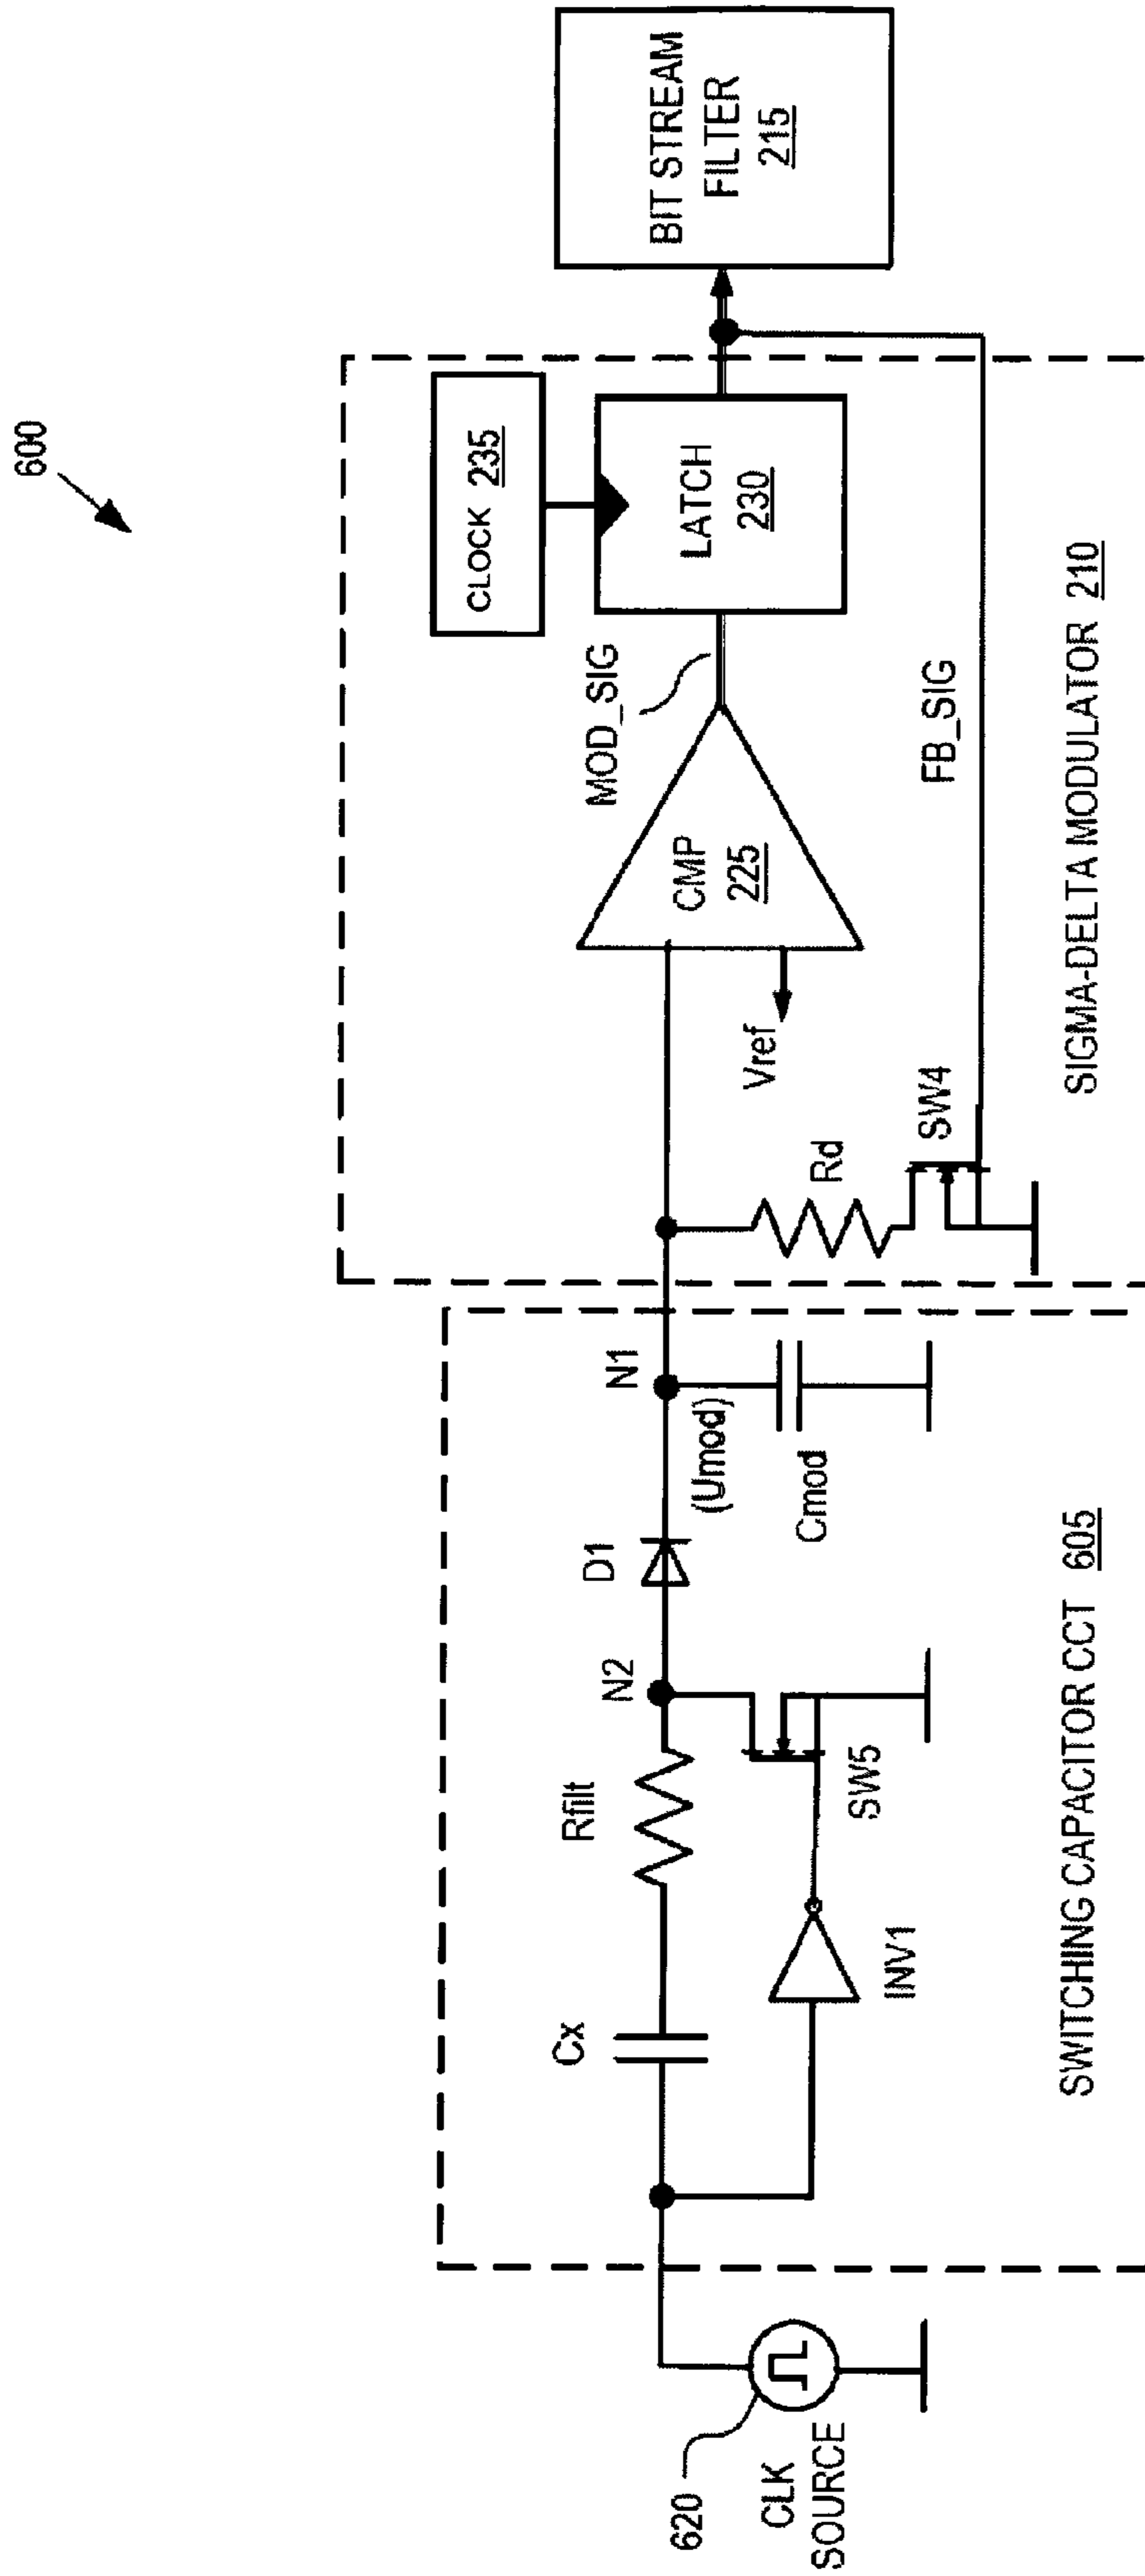 600
CLK
SOURCE
620
Cx
Rfilt
INV1
SW5
N2
D1
N1
(Umod)
Cmod
SWITCHING CAPACITOR CCT 605
Rd
SW4
Vref
CMP
225
MOD_SIG
CLOCK 235
LATCH
230
FB_SIG
SIGMA-DELTA MODULATOR 210
BIT STREAM
FILTER
215